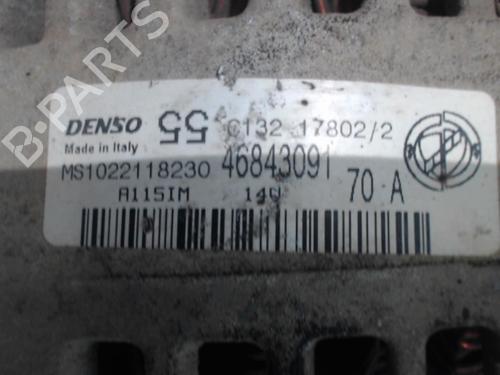 DENSO 55 C132 17802/2
Made in Italy
MS1022118230 46843091
70 A
A115IM 14V
B-PARTS